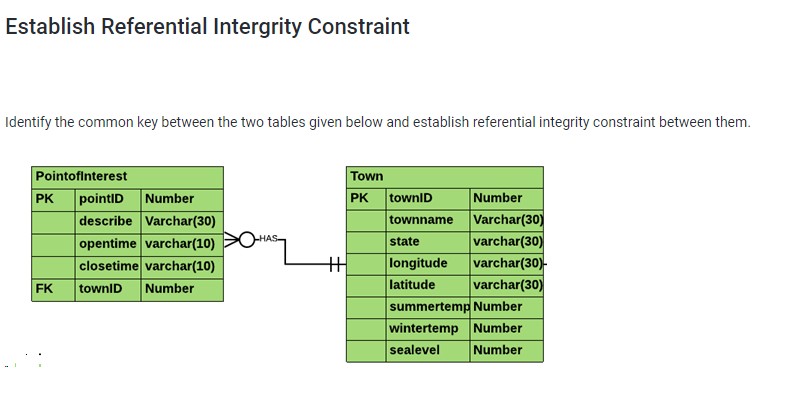 Establish Referential Intergrity Constraint
Identify the common key between the two tables given below and establish referential integrity constraint between them.
PointofInterest
PK pointID Number
describe Varchar(30)
opentime varchar(10)
closetime varchar(10)
FK townID Number
HAS
Town
PK townID Number
townname Varchar(30)
state varchar(30)
longitude varchar(30)
latitude varchar(30)
summertemp Number
wintertemp Number
sealevel Number